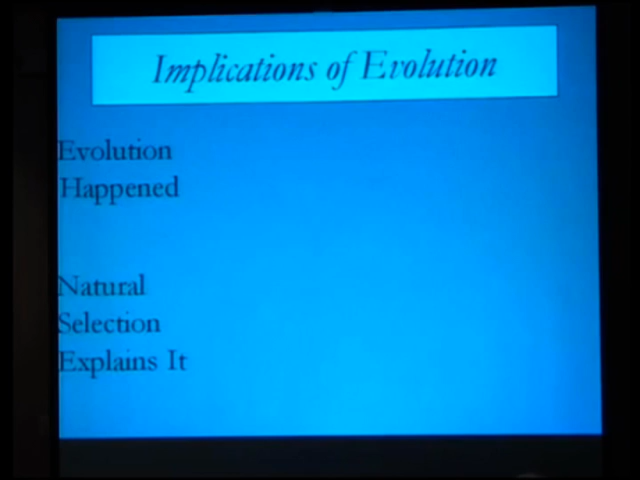 Implications of Evolution
Evolution
Happened
Natural
Selection
Explains It